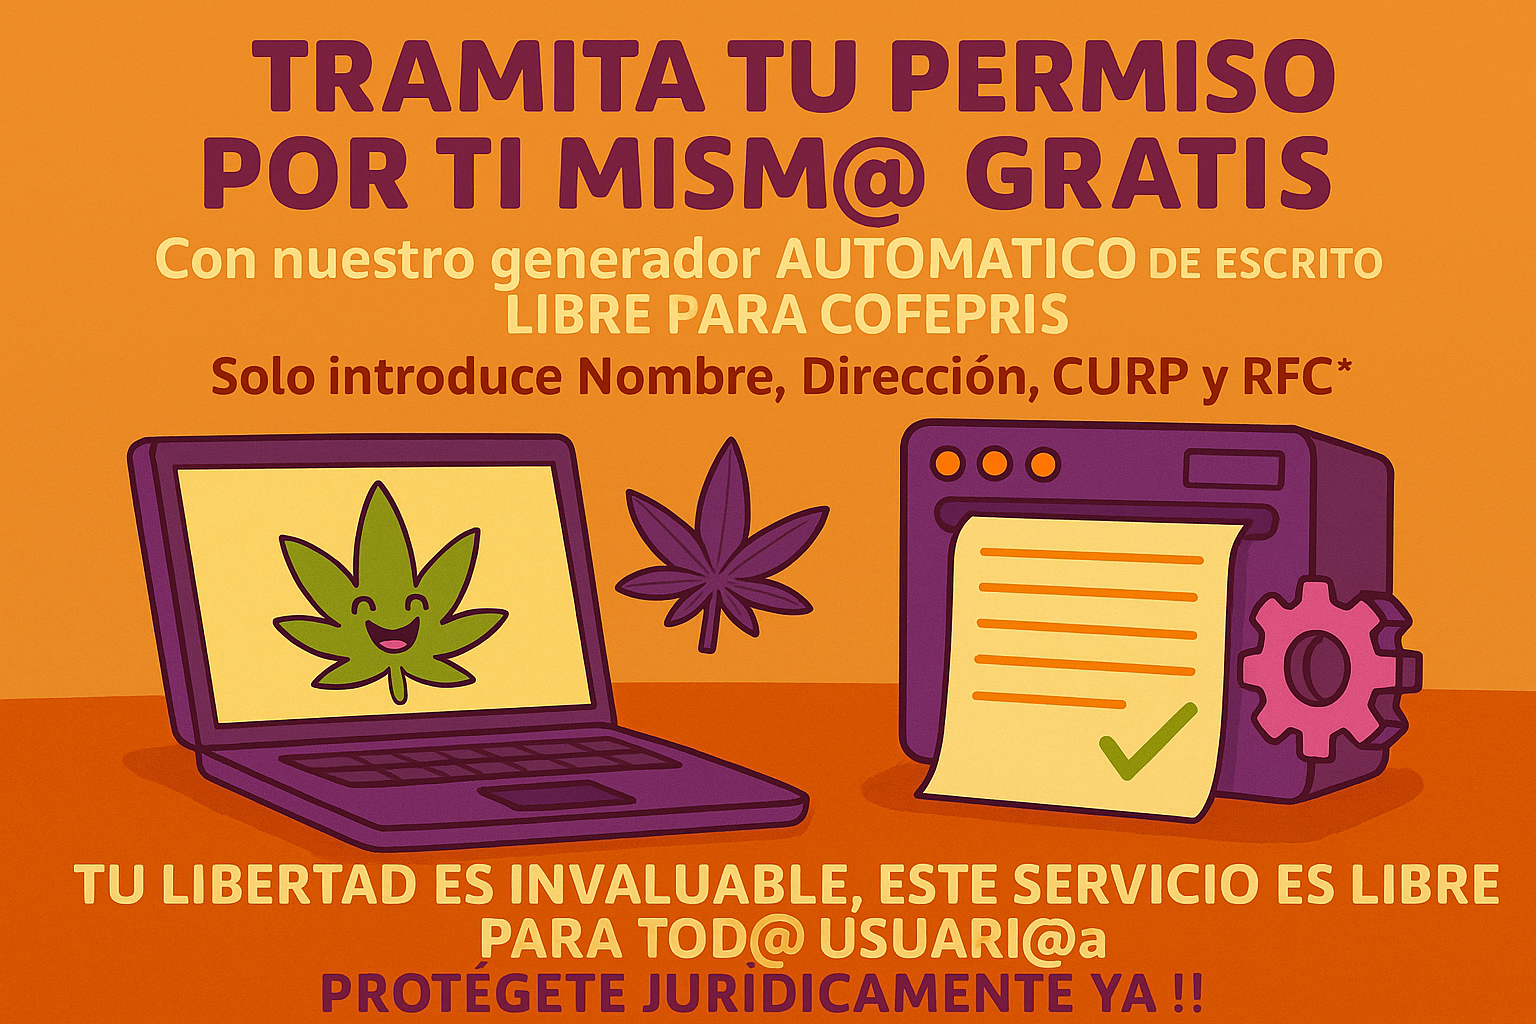 TRAMITA TU PERMISO
POR TI MISM@ GRATIS
Con nuestro generador AUTOMATICO DE ESCRITO
LIBRE PARA COFEPRIS
Solo introduce Nombre, Dirección, CURP y RFC*
TU LIBERTAD ES INVALUABLE, ESTE SERVICIO ES LIBRE
PARA TOD@ USUARI@a
PROTÉGETE JURÍDICAMENTE YA !!